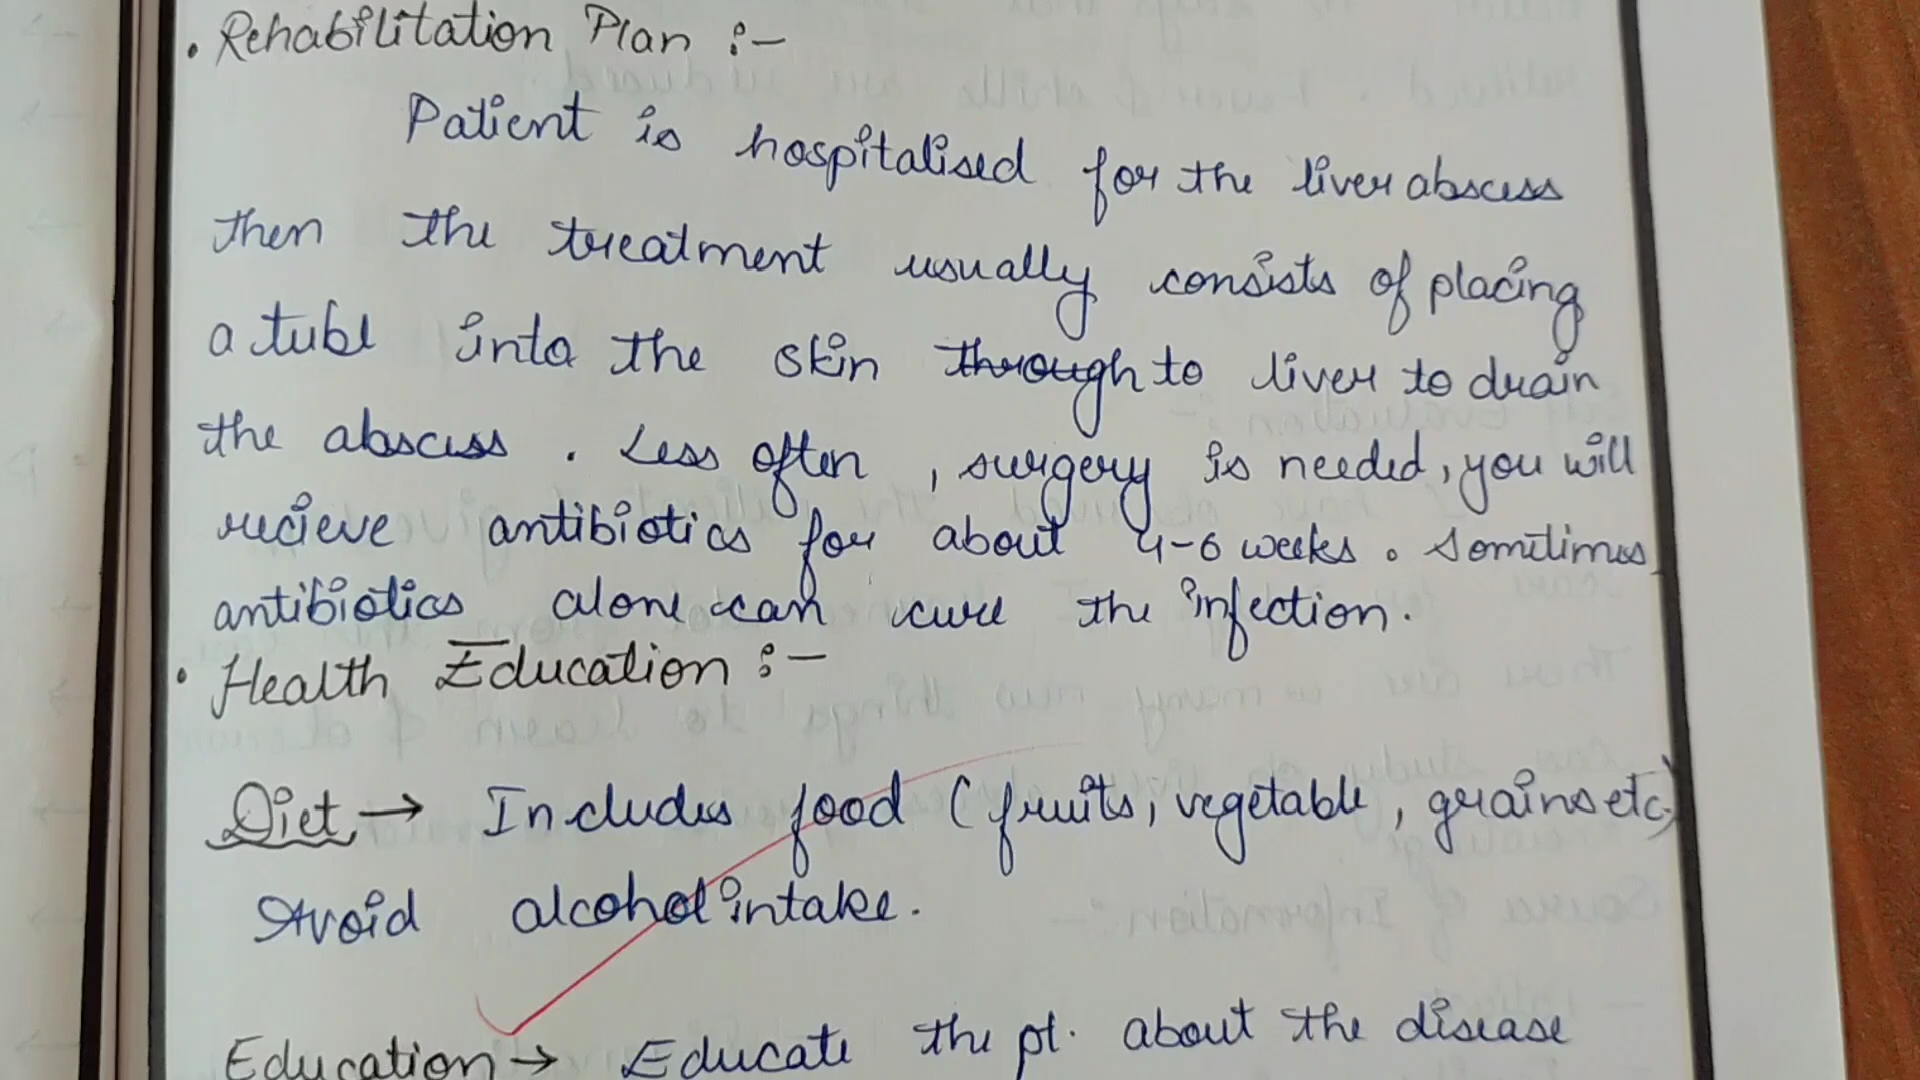 • Rehabilitation Plan :-
Patient is hospitalised for the liver abscess
then the treatment usually consists of placing
a tube into the skin through to liver to drain
the abscess . Less often , surgery is needed, you will
recieve antibiotics for about 4-6 weeks . Sometimes
antibiotics alone can cure the infection .
• Health Education :-
Diet → Includes food ( fruits, vegetable , grains etc.)
Avoid alcohol intake .
Education → Educate the pt. about the disease